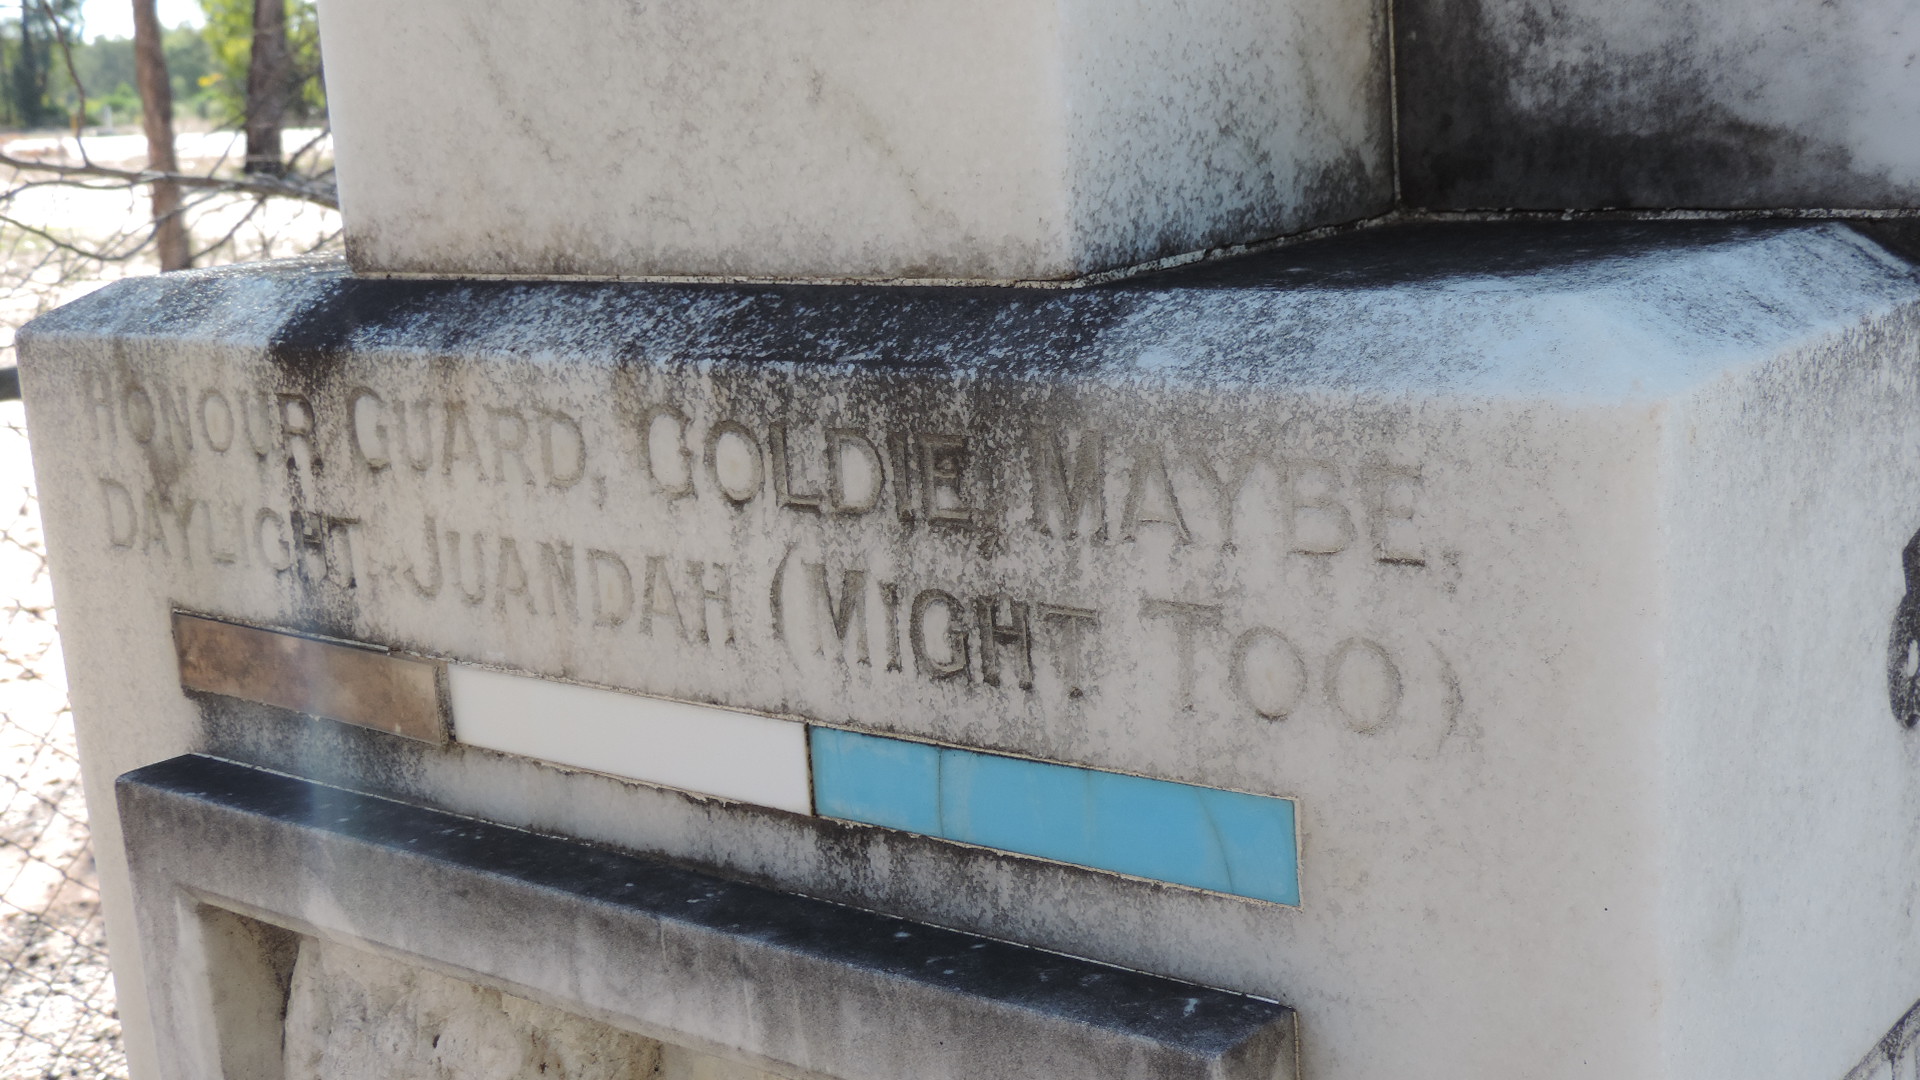 HONOUR GUARD, GOLDIE, MAYBE,
DAYLIGHT, JUANDAH (MIGHT TOO)